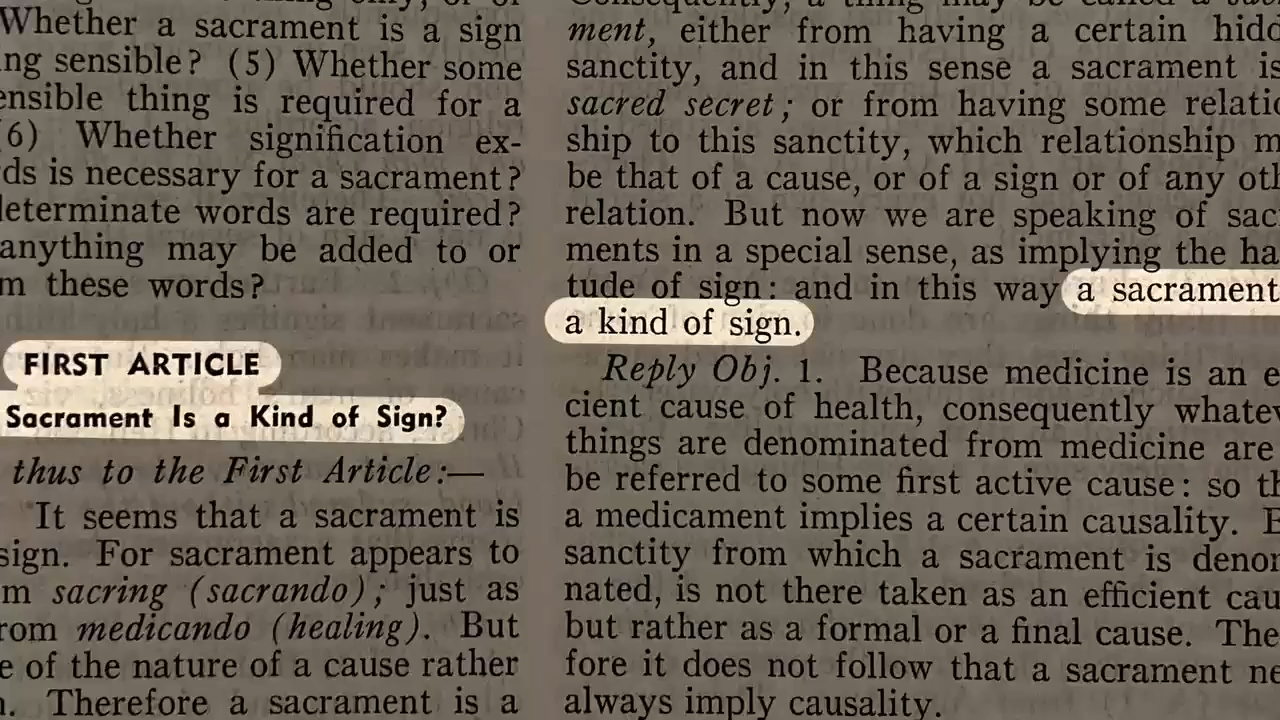 Whether a sacrament is a sign
ng sensible? (5) Whether some
ensible thing is required for a
(6) Whether signification ex-
ds is necessary for a sacrament?
determinate words are required?
anything may be added to or
m these words?
FIRST ARTICLE
Sacrament Is a Kind of Sign?
thus to the First Article:—
It seems that a sacrament is
sign. For sacrament appears to
m sacring (sacrando); just as
rom medicando (healing). But
e of the nature of a cause rather
Therefore a sacrament is a
ment, either from having a certain hidd
sanctity, and in this sense a sacrament is
sacred secret; or from having some relatio
ship to this sanctity, which relationship m
be that of a cause, or of a sign or of any oth
relation. But now we are speaking of sac
ments in a special sense, as implying the ha
tude of sign: and in this way a sacrament
a kind of sign.
Reply Obj. 1. Because medicine is an e
cient cause of health, consequently whatev
things are denominated from medicine are
be referred to some first active cause: so th
a medicament implies a certain causality. B
sanctity from which a sacrament is denom
nated, is not there taken as an efficient cau
but rather as a formal or a final cause. The
fore it does not follow that a sacrament ne
always imply causality.